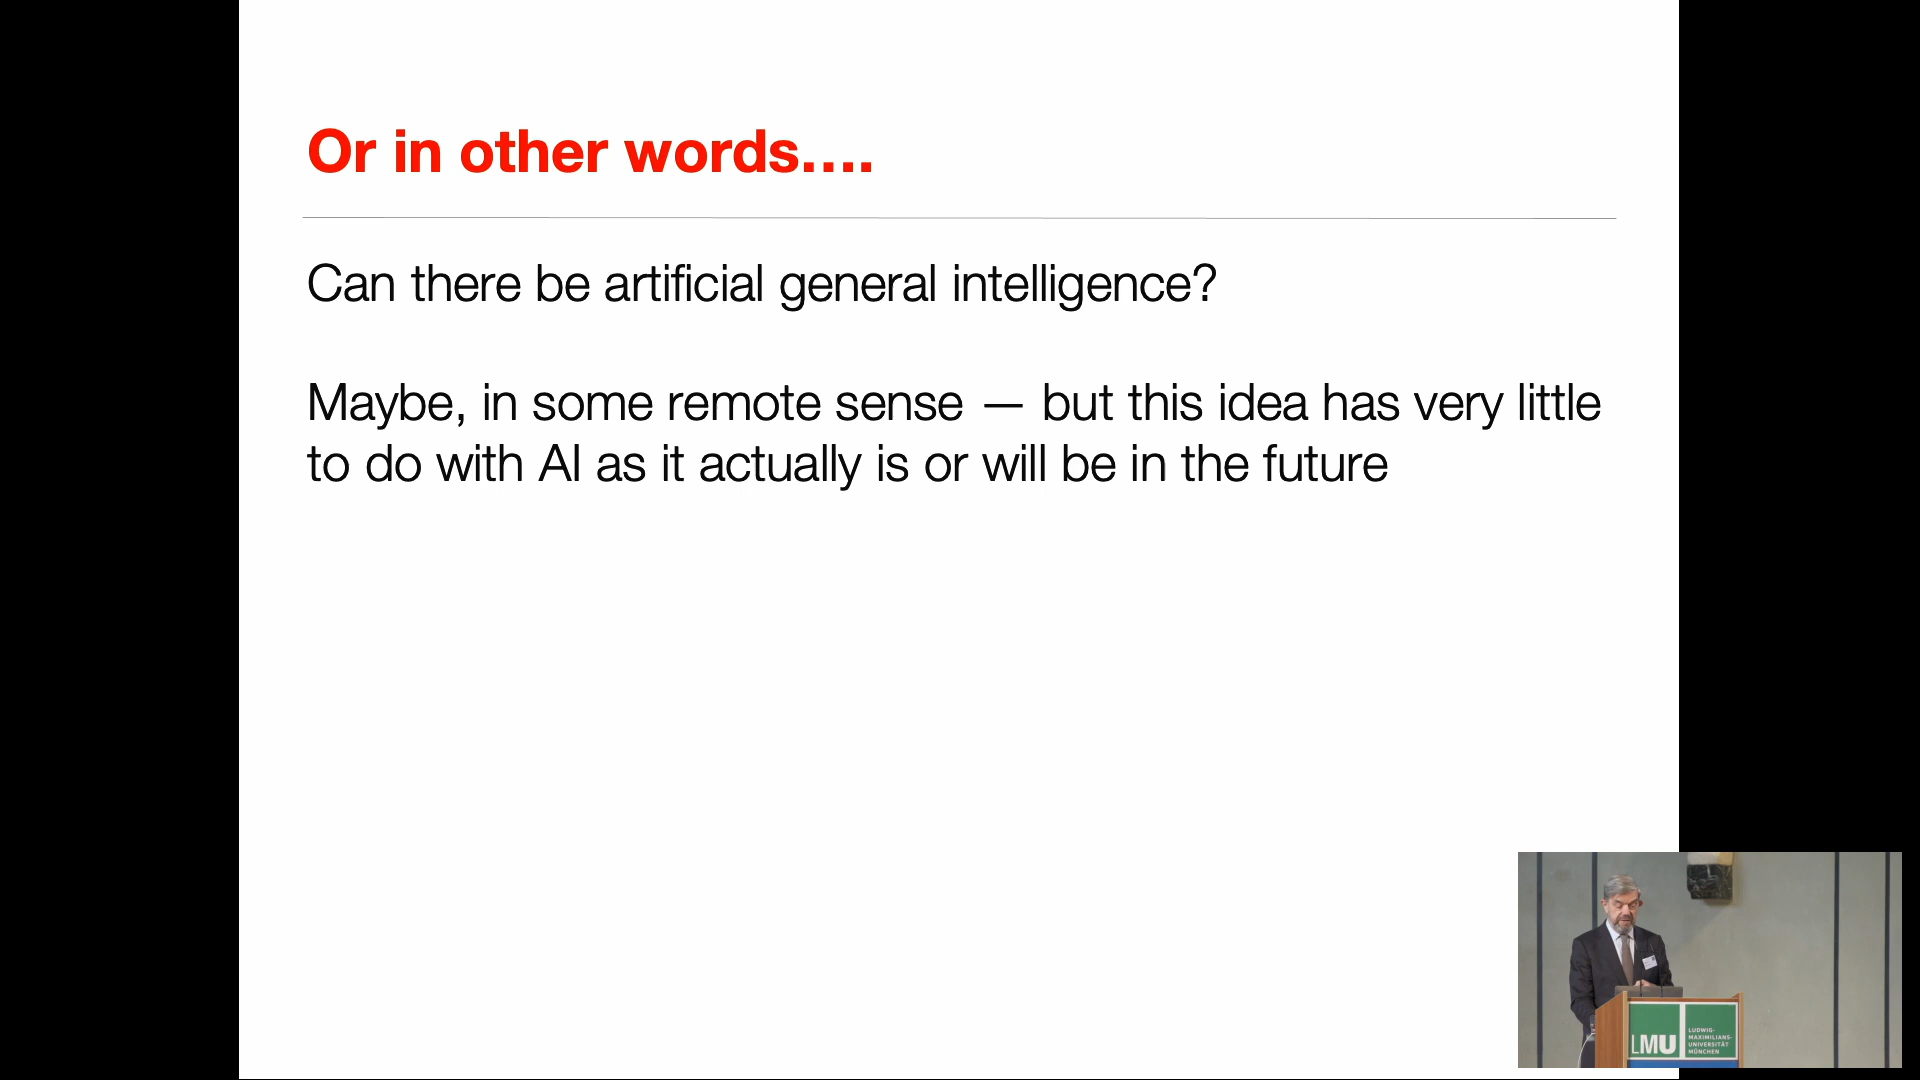 Or in other words....
Can there be artificial general intelligence?
Maybe, in some remote sense — but this idea has very little
to do with AI as it actually is or will be in the future
LMU
LUDWIG-
MAXIMILIANS-
UNIVERSITÄT
MÜNCHEN